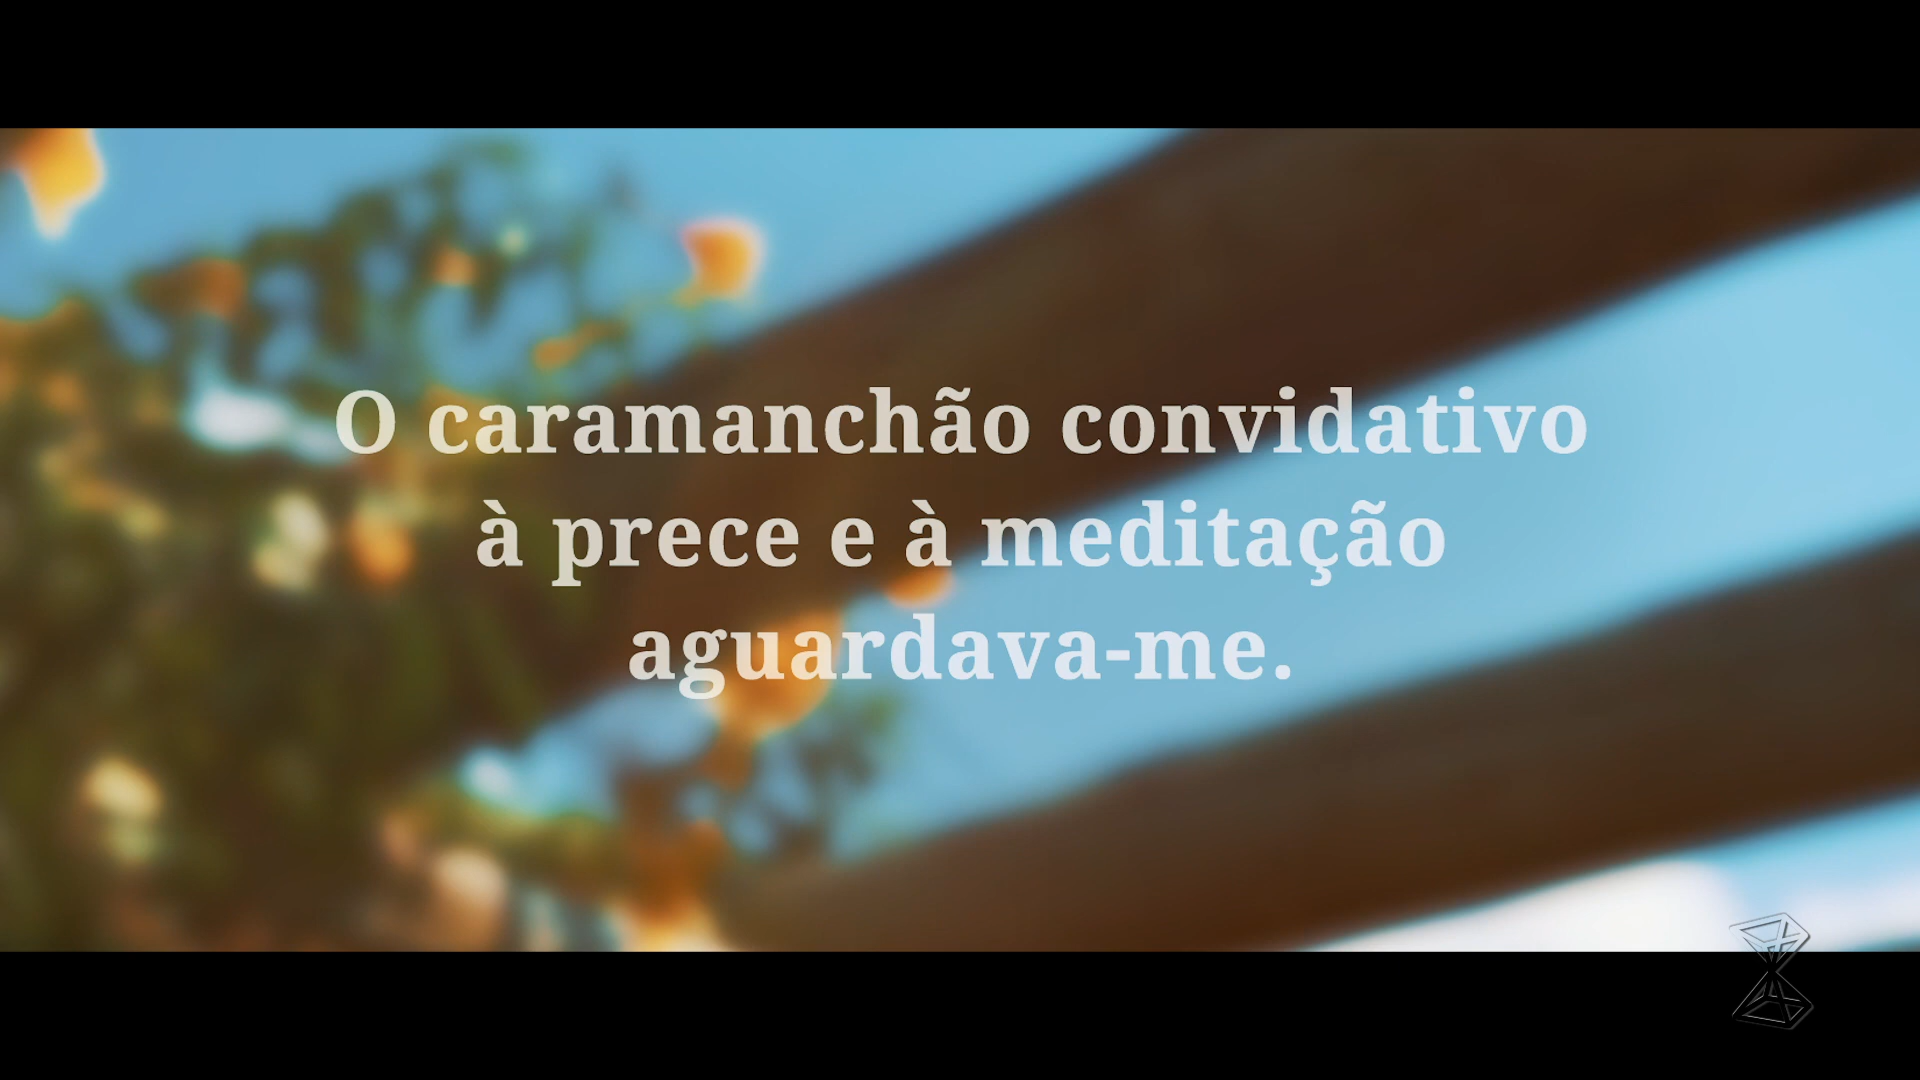 O caramanchão convidativo
à prece e à meditação
aguardava-me.